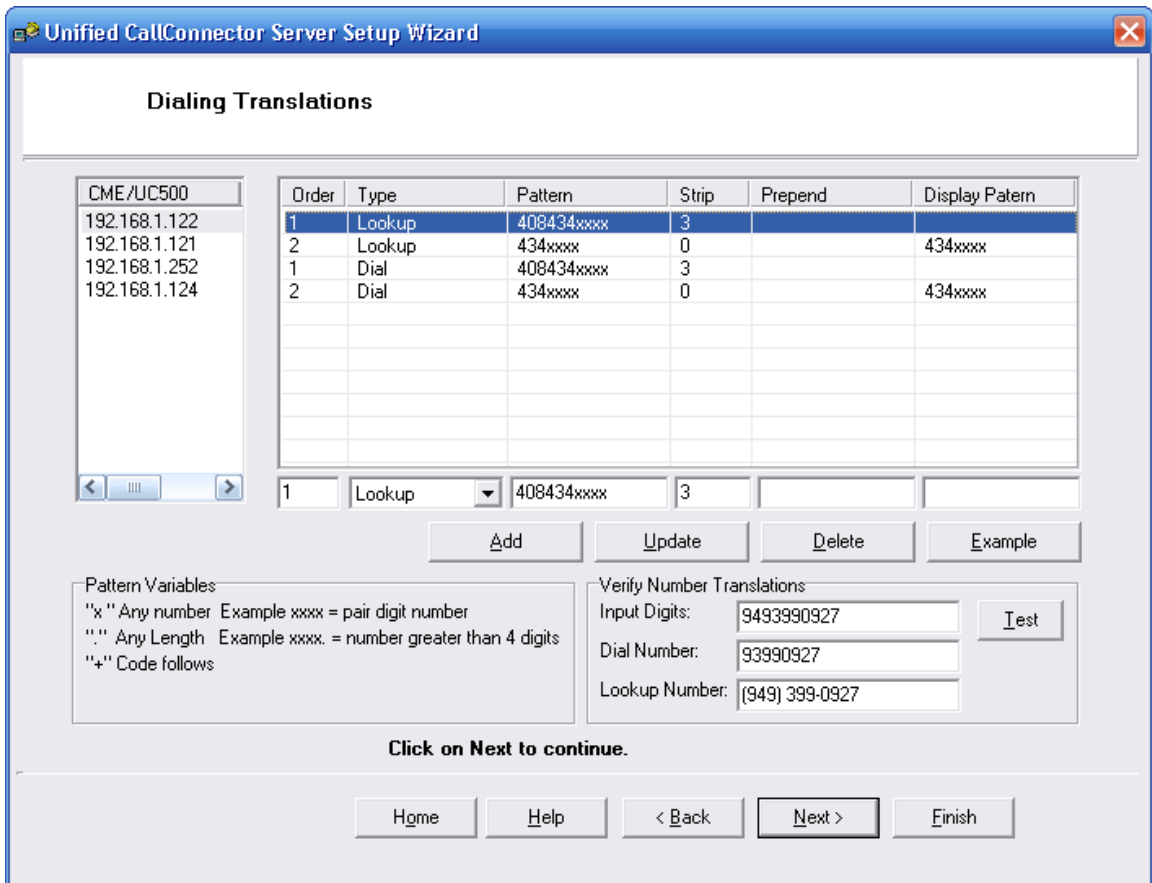 Unified CallConnector Server Setup Wizard
Dialing Translations
CME/UC500
192.168.1.122
192.168.1.121
192.168.1.252
192.168.1.124
Order Type Pattern Strip Prepend Display Patern
1 Lookup 408434xxxx 3
2 Lookup 434xxxx 0 434xxxx
1 Dial 408434xxxx 3
2 Dial 434xxxx 0 434xxxx
1 Lookup 408434xxxx 3
Add Update Delete Example
Pattern Variables
"x " Any number Example xxxx = pair digit number
"." Any Length Example xxxx. = number greater than 4 digits
"+" Code follows
Verify Number Translations
Input Digits: 9493990927 Test
Dial Number: 93990927
Lookup Number: (949) 399-0927
Click on Next to continue.
Home Help < Back Next > Finish